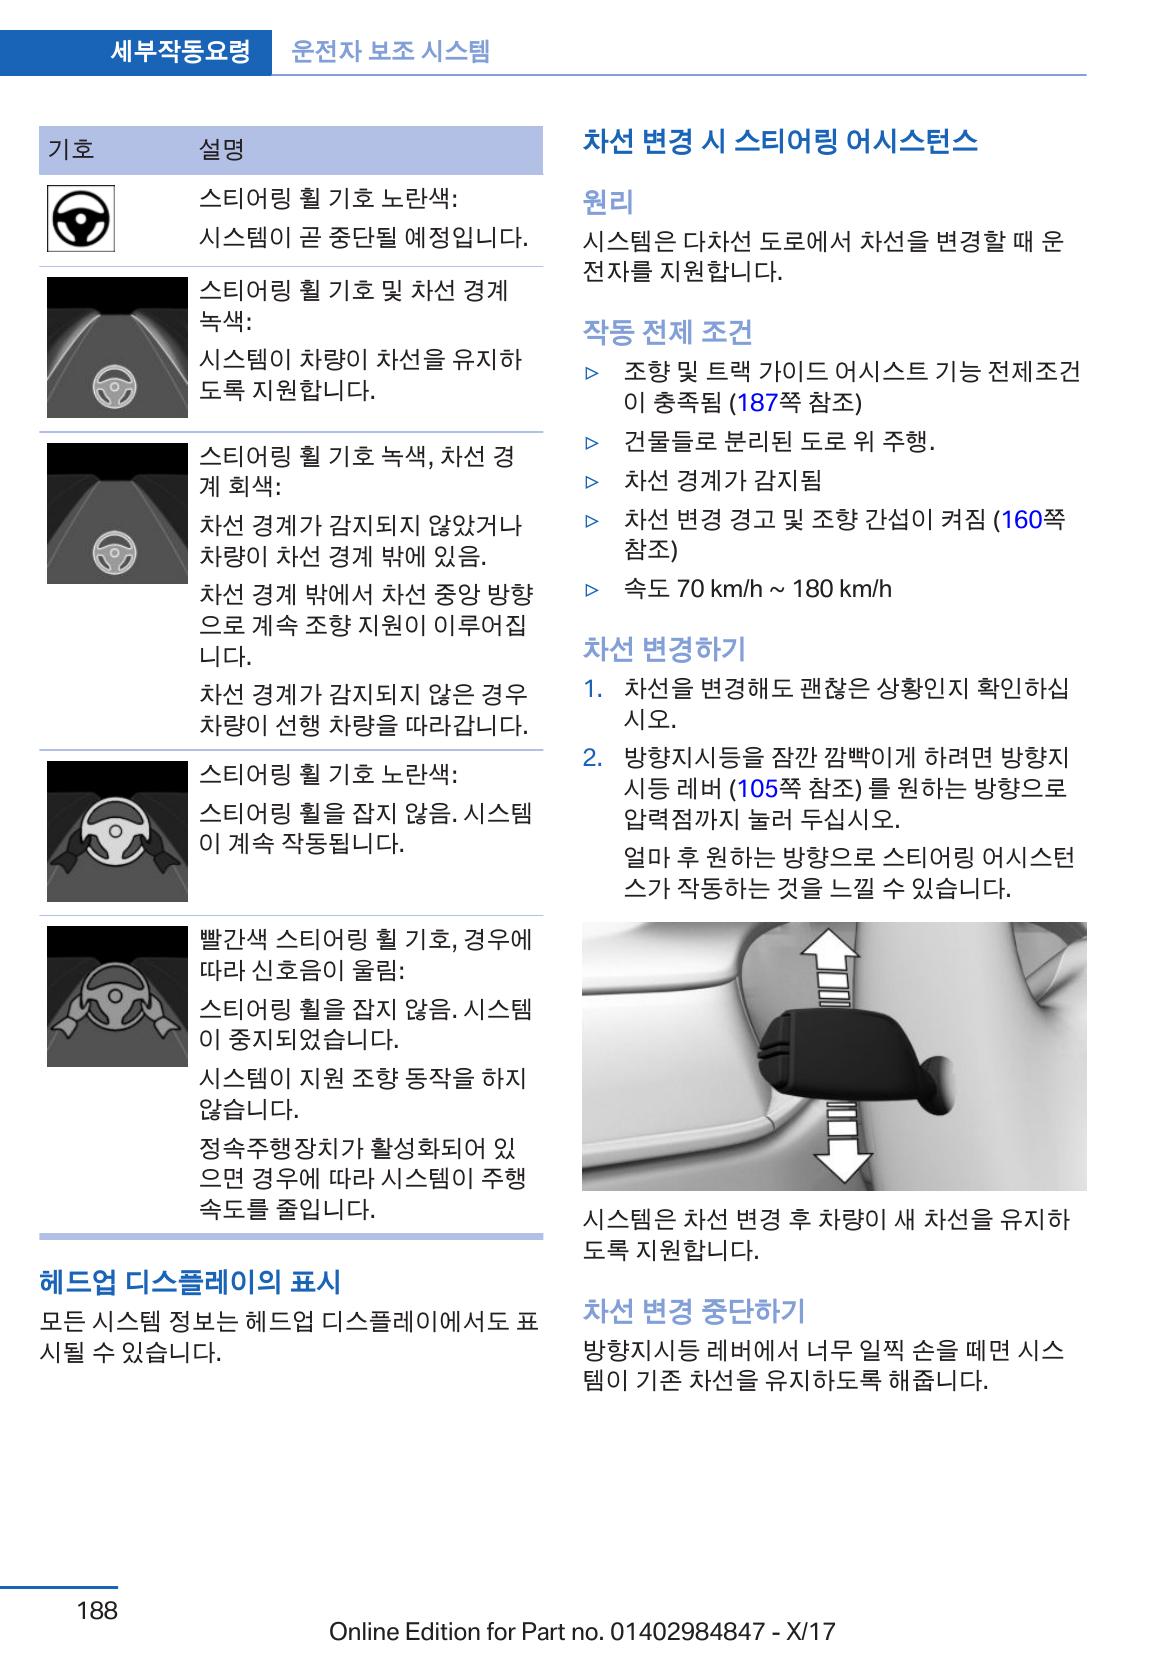 세부작동요령 운전자 보조 시스템
기호 설명
스티어링 휠 기호 노란색:
시스템이 곧 중단될 예정입니다.
스티어링 휠 기호 및 차선 경계
녹색:
시스템이 차량이 차선을 유지하
도록 지원합니다.
스티어링 휠 기호 녹색, 차선 경
계 회색:
차선 경계가 감지되지 않았거나
차량이 차선 경계 밖에 있음.
차선 경계 밖에서 차선 중앙 방향
으로 계속 조향 지원이 이루어집
니다.
차선 경계가 감지되지 않은 경우
차량이 선행 차량을 따라갑니다.
스티어링 휠 기호 노란색:
스티어링 휠을 잡지 않음. 시스템
이 계속 작동됩니다.
빨간색 스티어링 휠 기호, 경우에
따라 신호음이 울림:
스티어링 휠을 잡지 않음. 시스템
이 중지되었습니다.
시스템이 지원 조향 동작을 하지
않습니다.
정속주행장치가 활성화되어 있
으면 경우에 따라 시스템이 주행
속도를 줄입니다.
헤드업 디스플레이의 표시
모든 시스템 정보는 헤드업 디스플레이에서도 표
시될 수 있습니다.
차선 변경 시 스티어링 어시스턴스
원리
시스템은 다차선 도로에서 차선을 변경할 때 운
전자를 지원합니다.
작동 전제 조건
▷ 조향 및 트랙 가이드 어시스트 기능 전제조건
이 충족됨 (187쪽 참조)
▷ 건물들로 분리된 도로 위 주행.
▷ 차선 경계가 감지됨
▷ 차선 변경 경고 및 조향 간섭이 켜짐 (160쪽
참조)
▷ 속도 70 km/h ~ 180 km/h
차선 변경하기
1. 차선을 변경해도 괜찮은 상황인지 확인하십
시오.
2. 방향지시등을 잠깐 깜빡이게 하려면 방향지
시등 레버 (105쪽 참조) 를 원하는 방향으로
압력점까지 눌러 두십시오.
얼마 후 원하는 방향으로 스티어링 어시스턴
스가 작동하는 것을 느낄 수 있습니다.
시스템은 차선 변경 후 차량이 새 차선을 유지하
도록 지원합니다.
차선 변경 중단하기
방향지시등 레버에서 너무 일찍 손을 떼면 시스
템이 기존 차선을 유지하도록 해줍니다.
188
Online Edition for Part no. 01402984847 - X/17